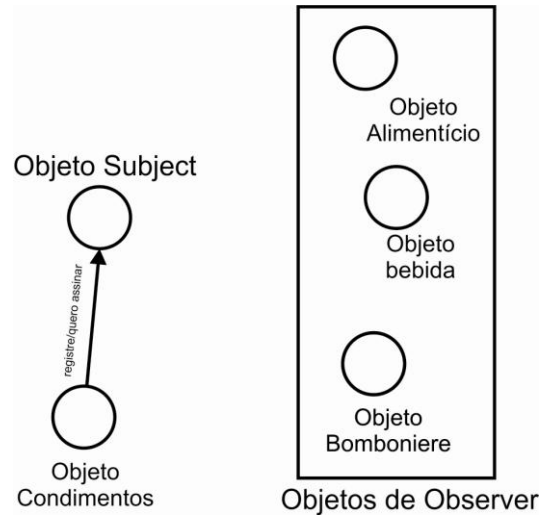 Objeto Subject
registre/quero assinar
Objeto
Condimentos
Objeto
Alimentício
Objeto
bebida
Objeto
Bomboniere
Objetos de Observer